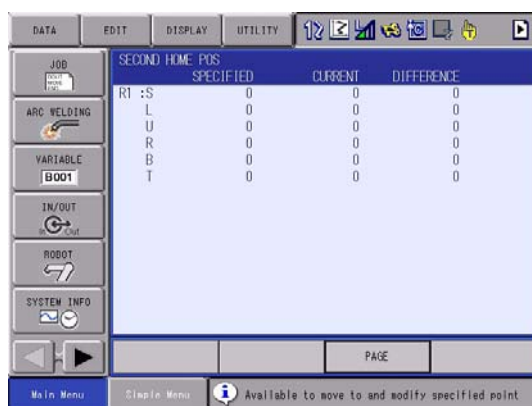 DATA EDIT DISPLAY UTILITY
JOB
ARC WELDING
VARIABLE
B001
IN/OUT
In Out
ROBOT
SYSTEM INFO
SECOND HOME POS
SPECIFIED CURRENT DIFFERENCE
R1 :S 0 0 0
L 0 0 0
U 0 0 0
R 0 0 0
B 0 0 0
T 0 0 0
PAGE
Main Menu Simple Menu Available to move to and modify specified point